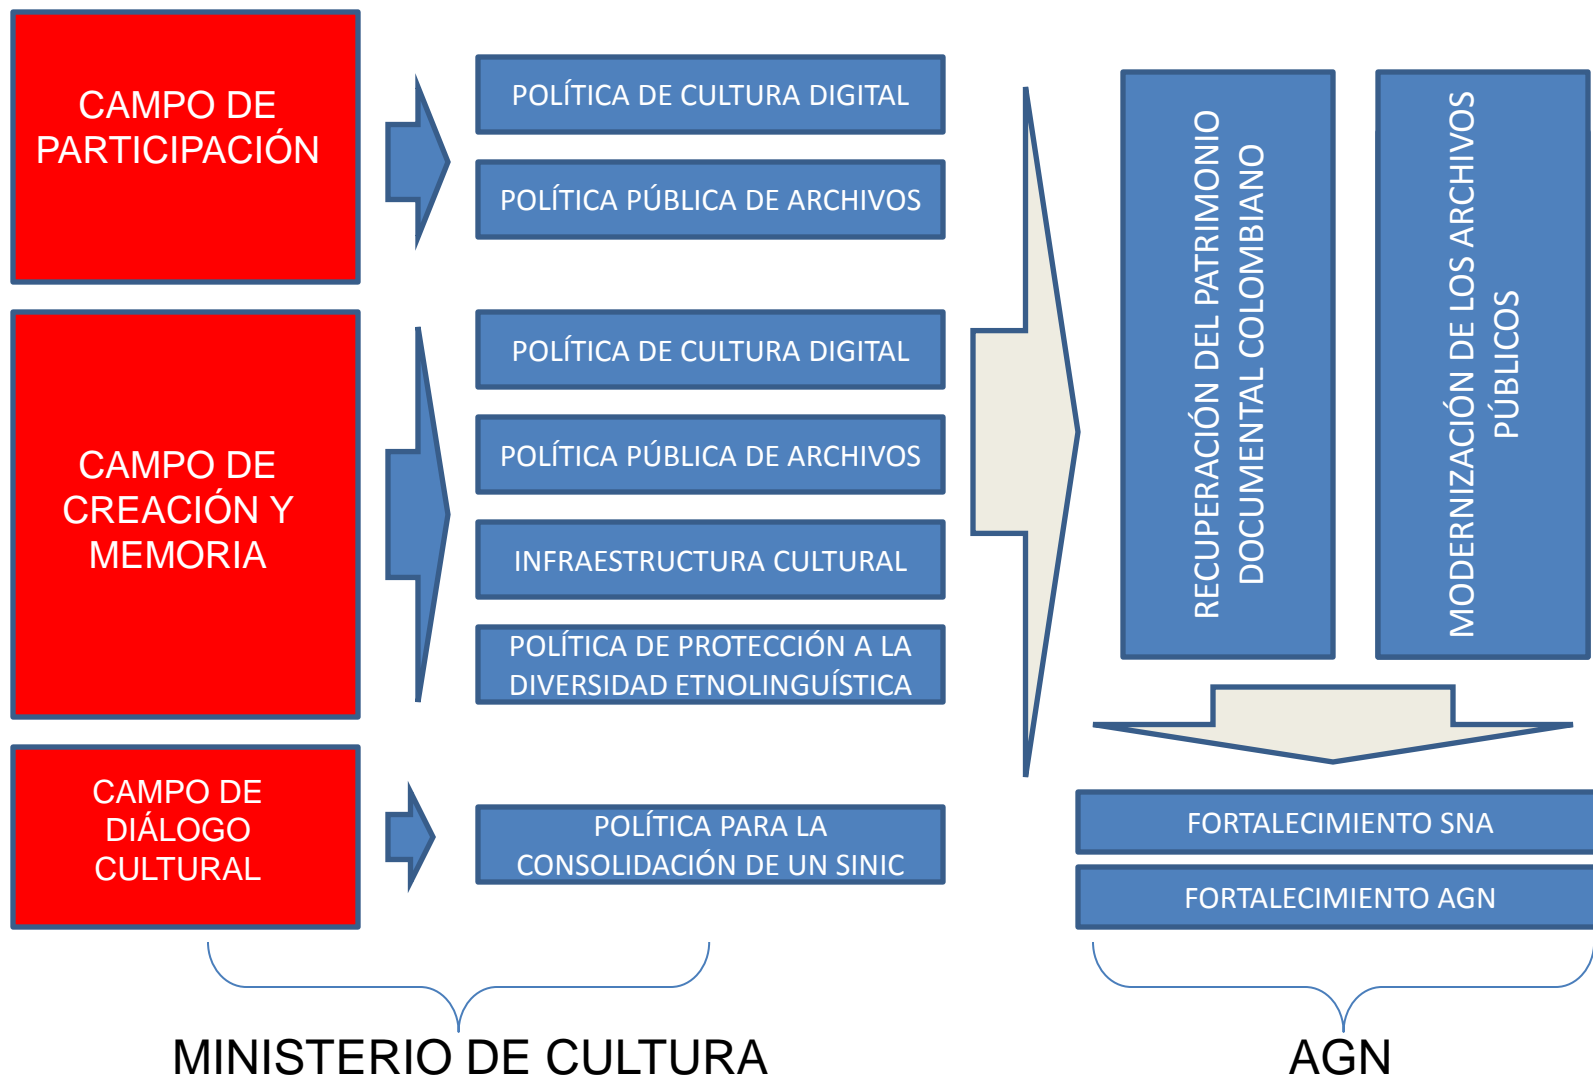 CAMPO DE
PARTICIPACIÓN
POLÍTICA DE CULTURA DIGITAL
POLÍTICA PÚBLICA DE ARCHIVOS
CAMPO DE
CREACIÓN Y
MEMORIA
POLÍTICA DE CULTURA DIGITAL
POLÍTICA PÚBLICA DE ARCHIVOS
INFRAESTRUCTURA CULTURAL
POLÍTICA DE PROTECCIÓN A LA
DIVERSIDAD ETNOLINGUÍSTICA
CAMPO DE
DIÁLOGO
CULTURAL
POLÍTICA PARA LA
CONSOLIDACIÓN DE UN SINIC
RECUPERACIÓN DEL PATRIMONIO
DOCUMENTAL COLOMBIANO
MODERNIZACIÓN DE LOS ARCHIVOS
PÚBLICOS
FORTALECIMIENTO SNA
FORTALECIMIENTO AGN
MINISTERIO DE CULTURA
AGN